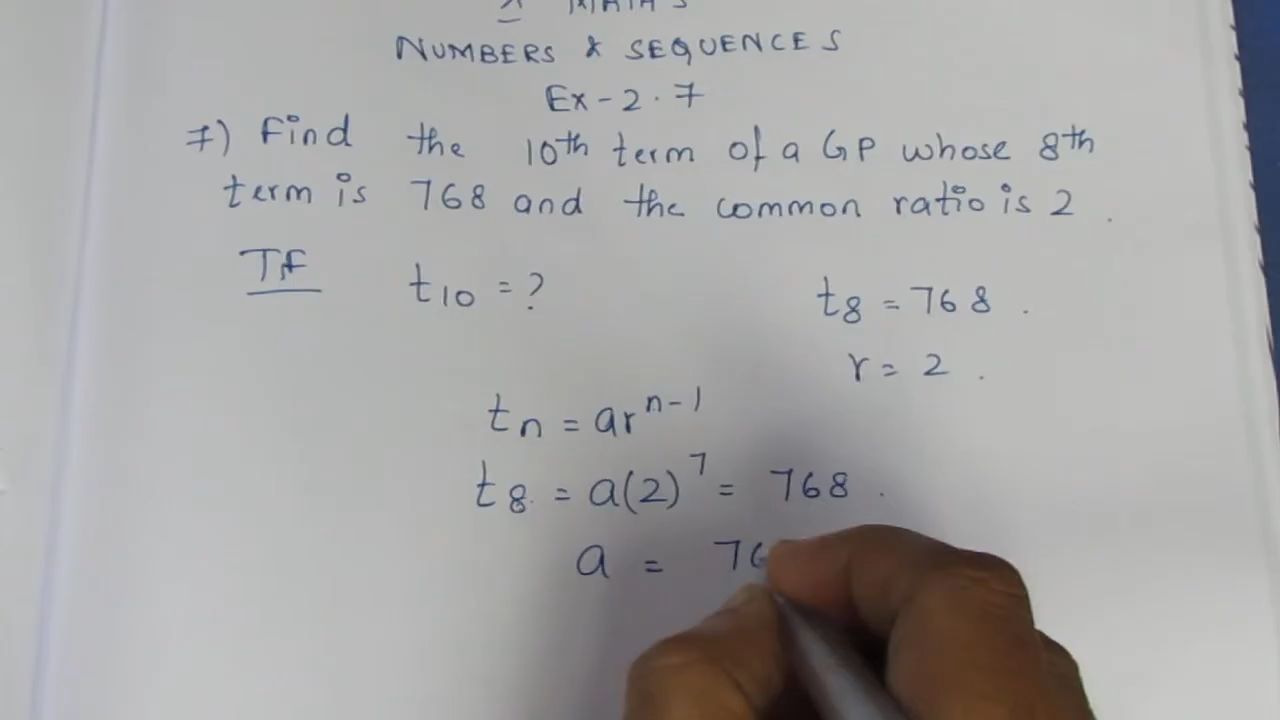 NUMBERS & SEQUENCES
Ex - 2.7
7) Find the 10th term of a GP whose 8th
term is 768 and the common ratio is 2.
t10 = ?
t8 = 768.
r = 2.
tn = ar^n-1
t8 = a(2)^7 = 768.
a = 76